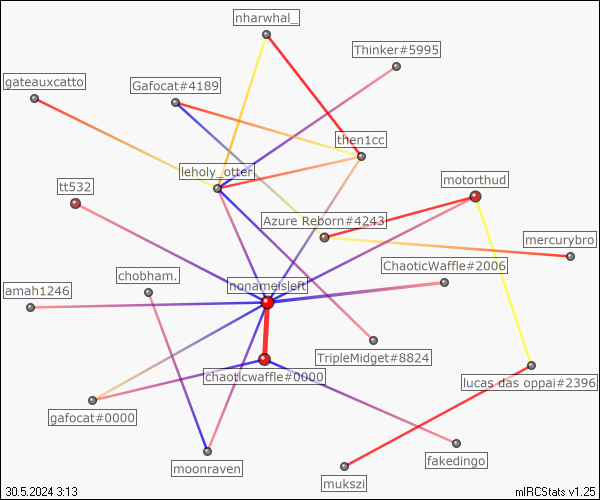 nharwhal_
Thinker#5995
gateauxcatto
Gafocat#4189
then1cc
leholy_otter
motorthud
tt532
Azure Reborn#4243
mercurybro
ChaoticWaffle#2006
chobham.
nonameisleft
amah1246
TripleMidget#8824
chaoticwaffle#0000
lucas das oppai#2396
gafocat#0000
fakedingo
moonraven
mukszi
30.5.2024 3:13
mIRCStats v1.25